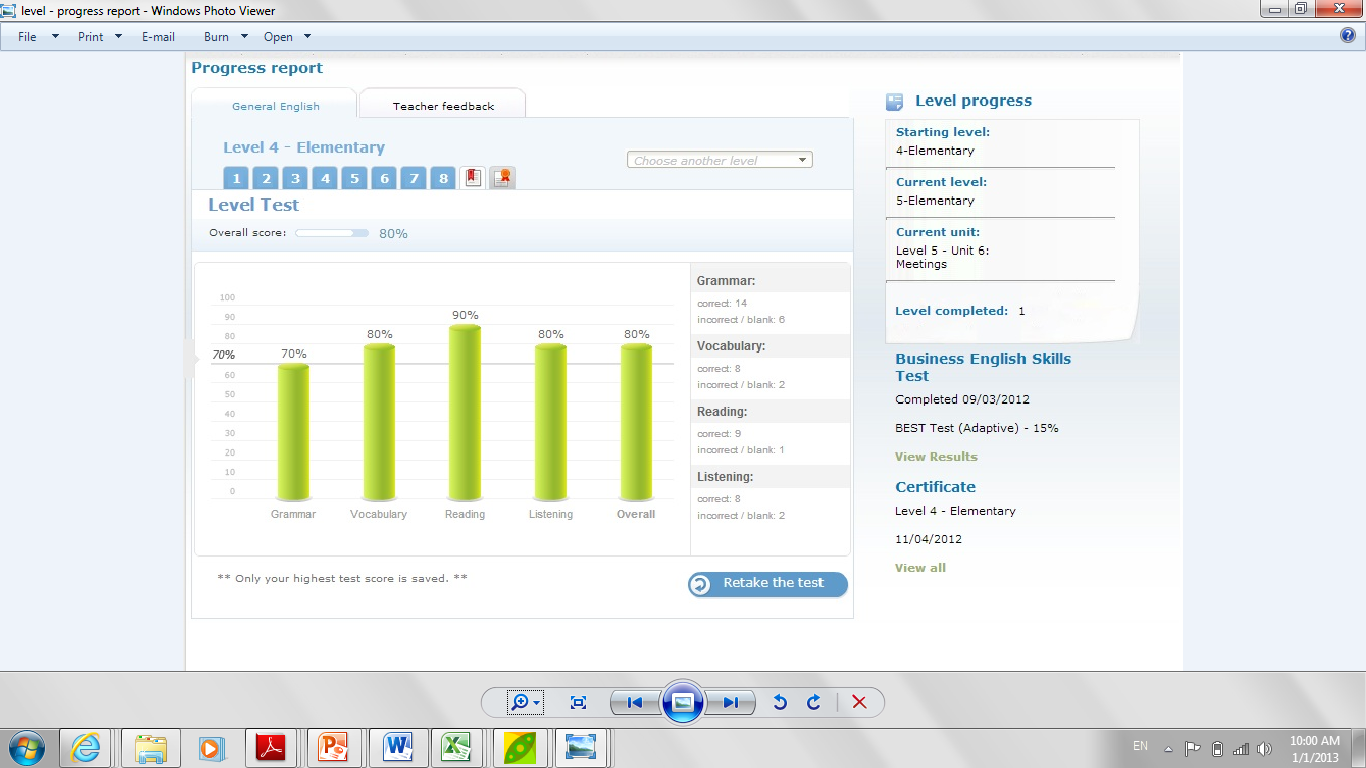 level - progress report - Windows Photo Viewer
File Print E-mail Burn Open
Progress report
General English Teacher feedback
Level 4 - Elementary
Choose another level
1 2 3 4 5 6 7 8
Level Test
Overall score: 80%
100
90
80
70%
60
50
40
30
20
10
0
70%
80%
90%
80%
80%
Grammar Vocabulary Reading Listening Overall
Grammar:
correct: 14
incorrect / blank: 6
Vocabulary:
correct: 8
incorrect / blank: 2
Reading:
correct: 9
incorrect / blank: 1
Listening:
correct: 8
incorrect / blank: 2
** Only your highest test score is saved. **
Retake the test
Level progress
Starting level:
4-Elementary
Current level:
5-Elementary
Current unit:
Level 5 - Unit 6:
Meetings
Level completed: 1
Business English Skills
Test
Completed 09/03/2012
BEST Test (Adaptive) - 15%
View Results
Certificate
Level 4 - Elementary
11/04/2012
View all
EN
10:00 AM
1/1/2013